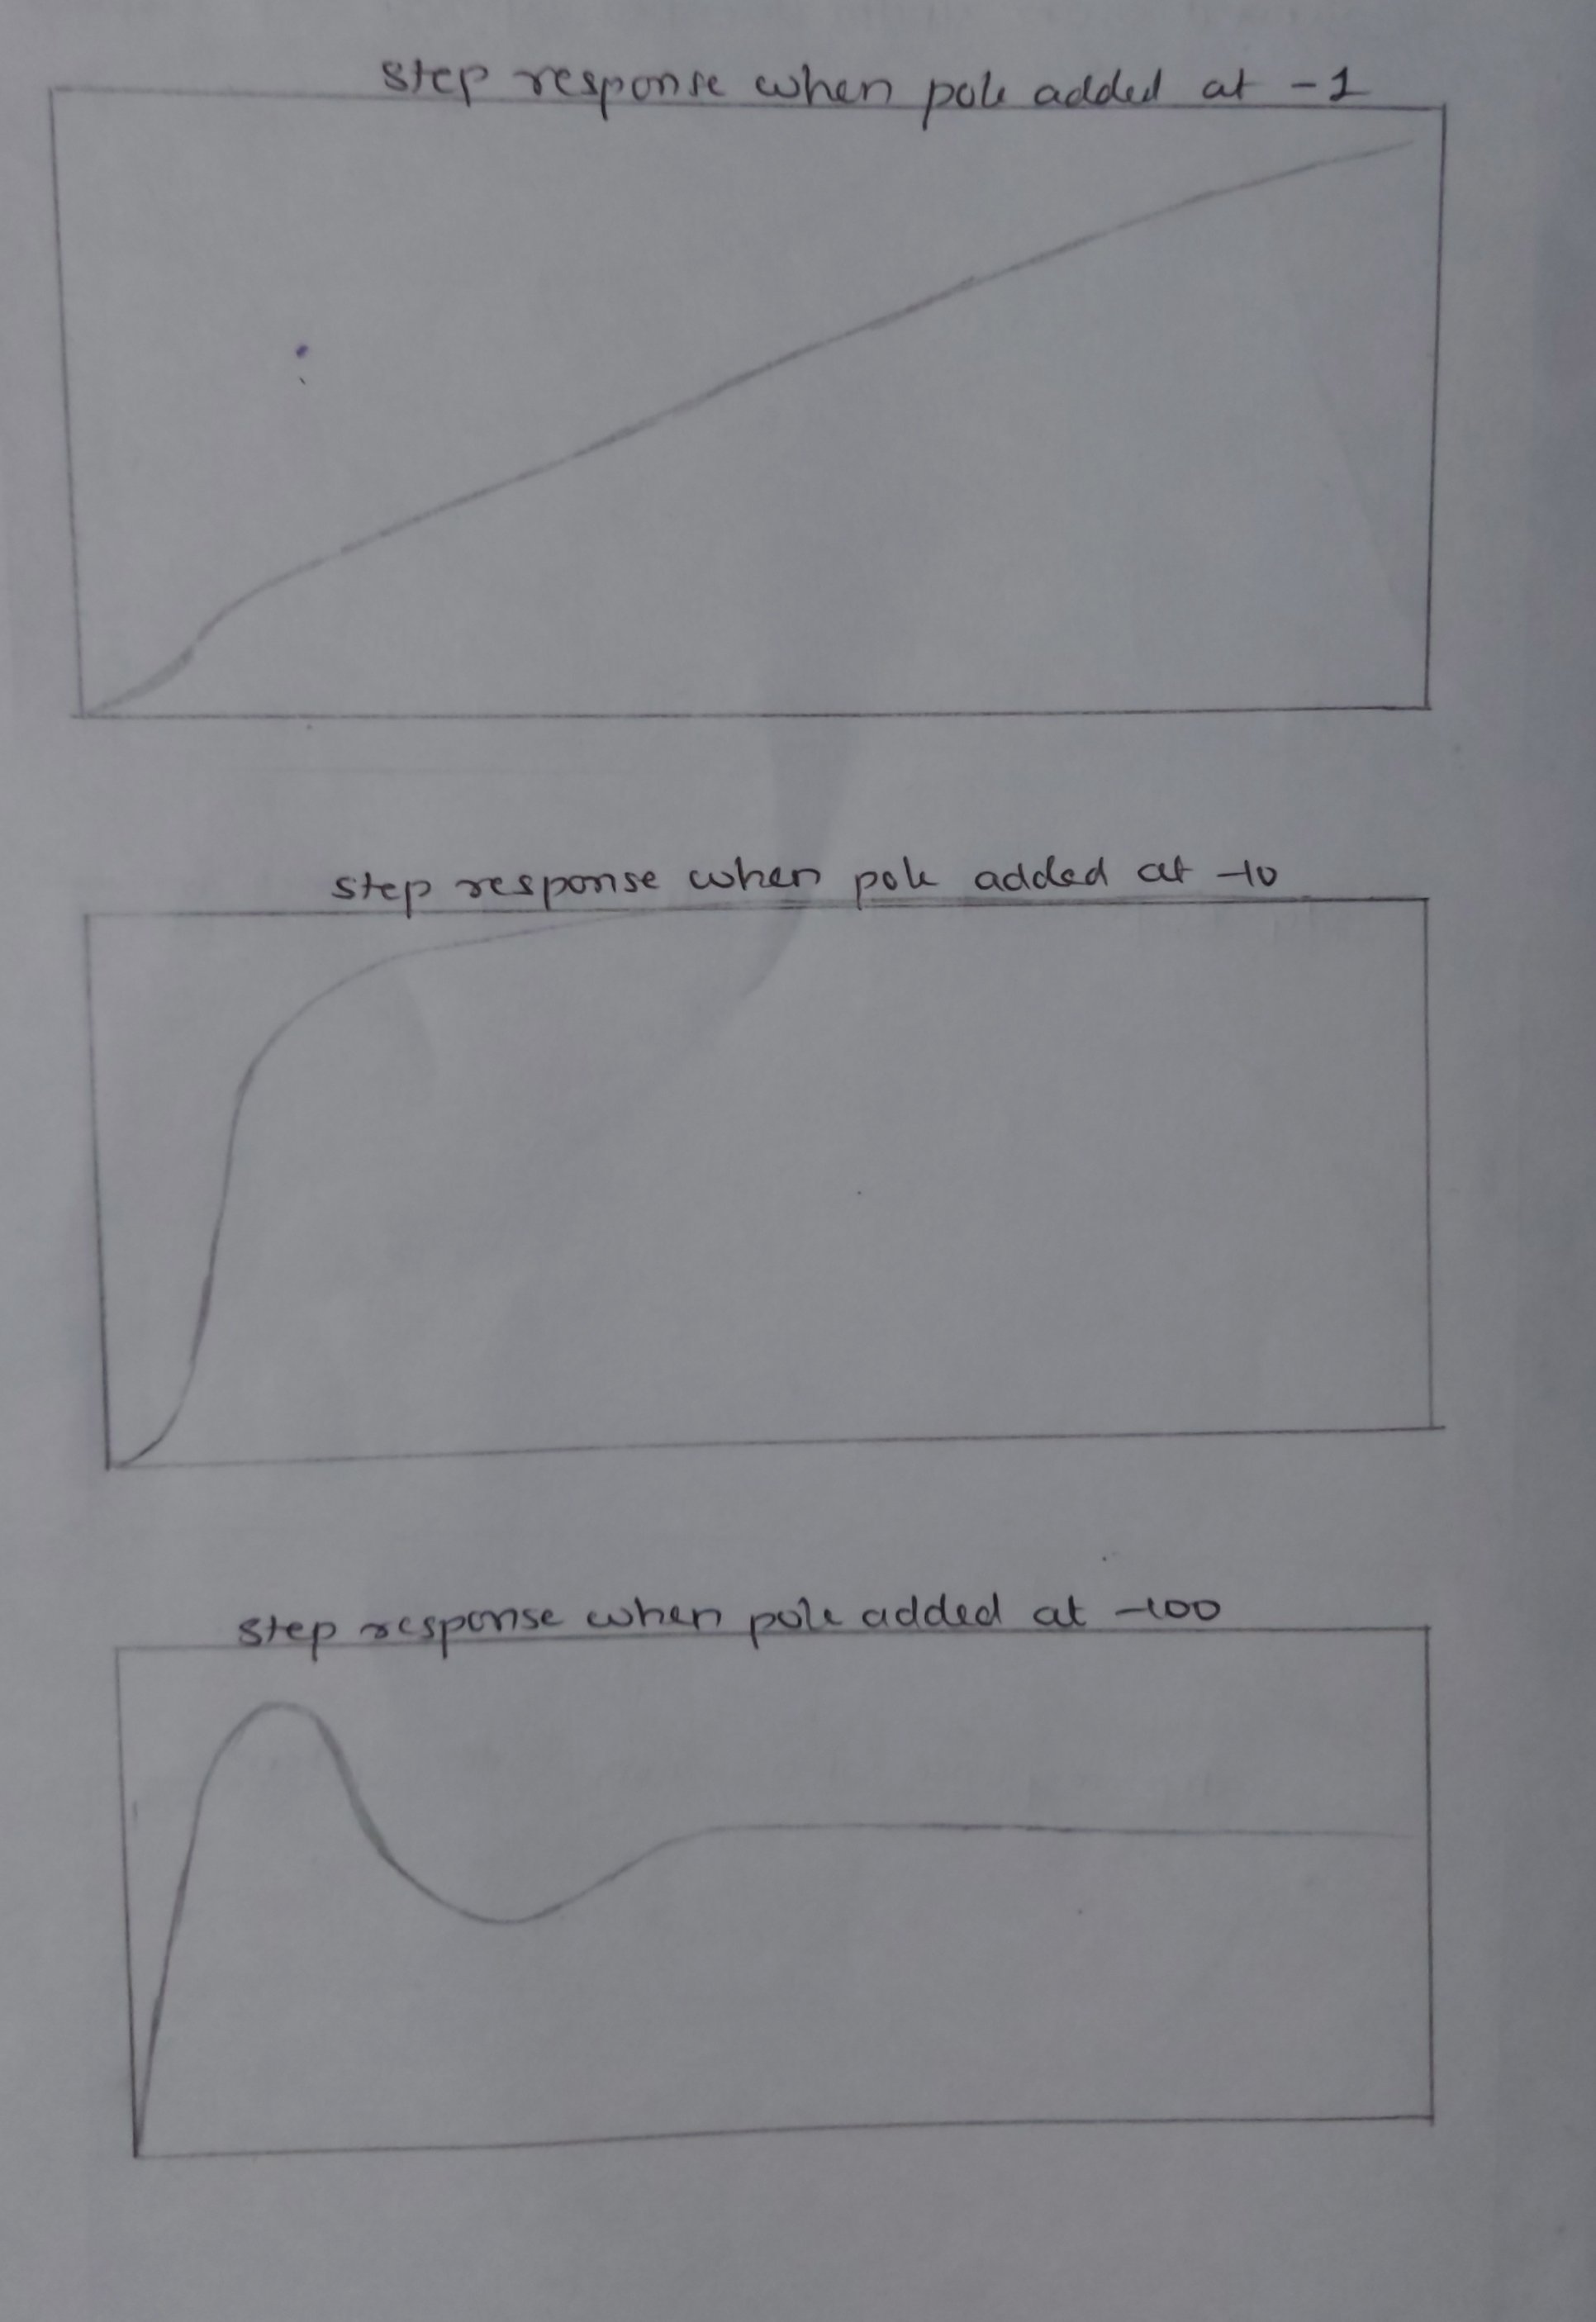 step response when pole added at -1
step response when pole added at -10
step response when pole added at -100